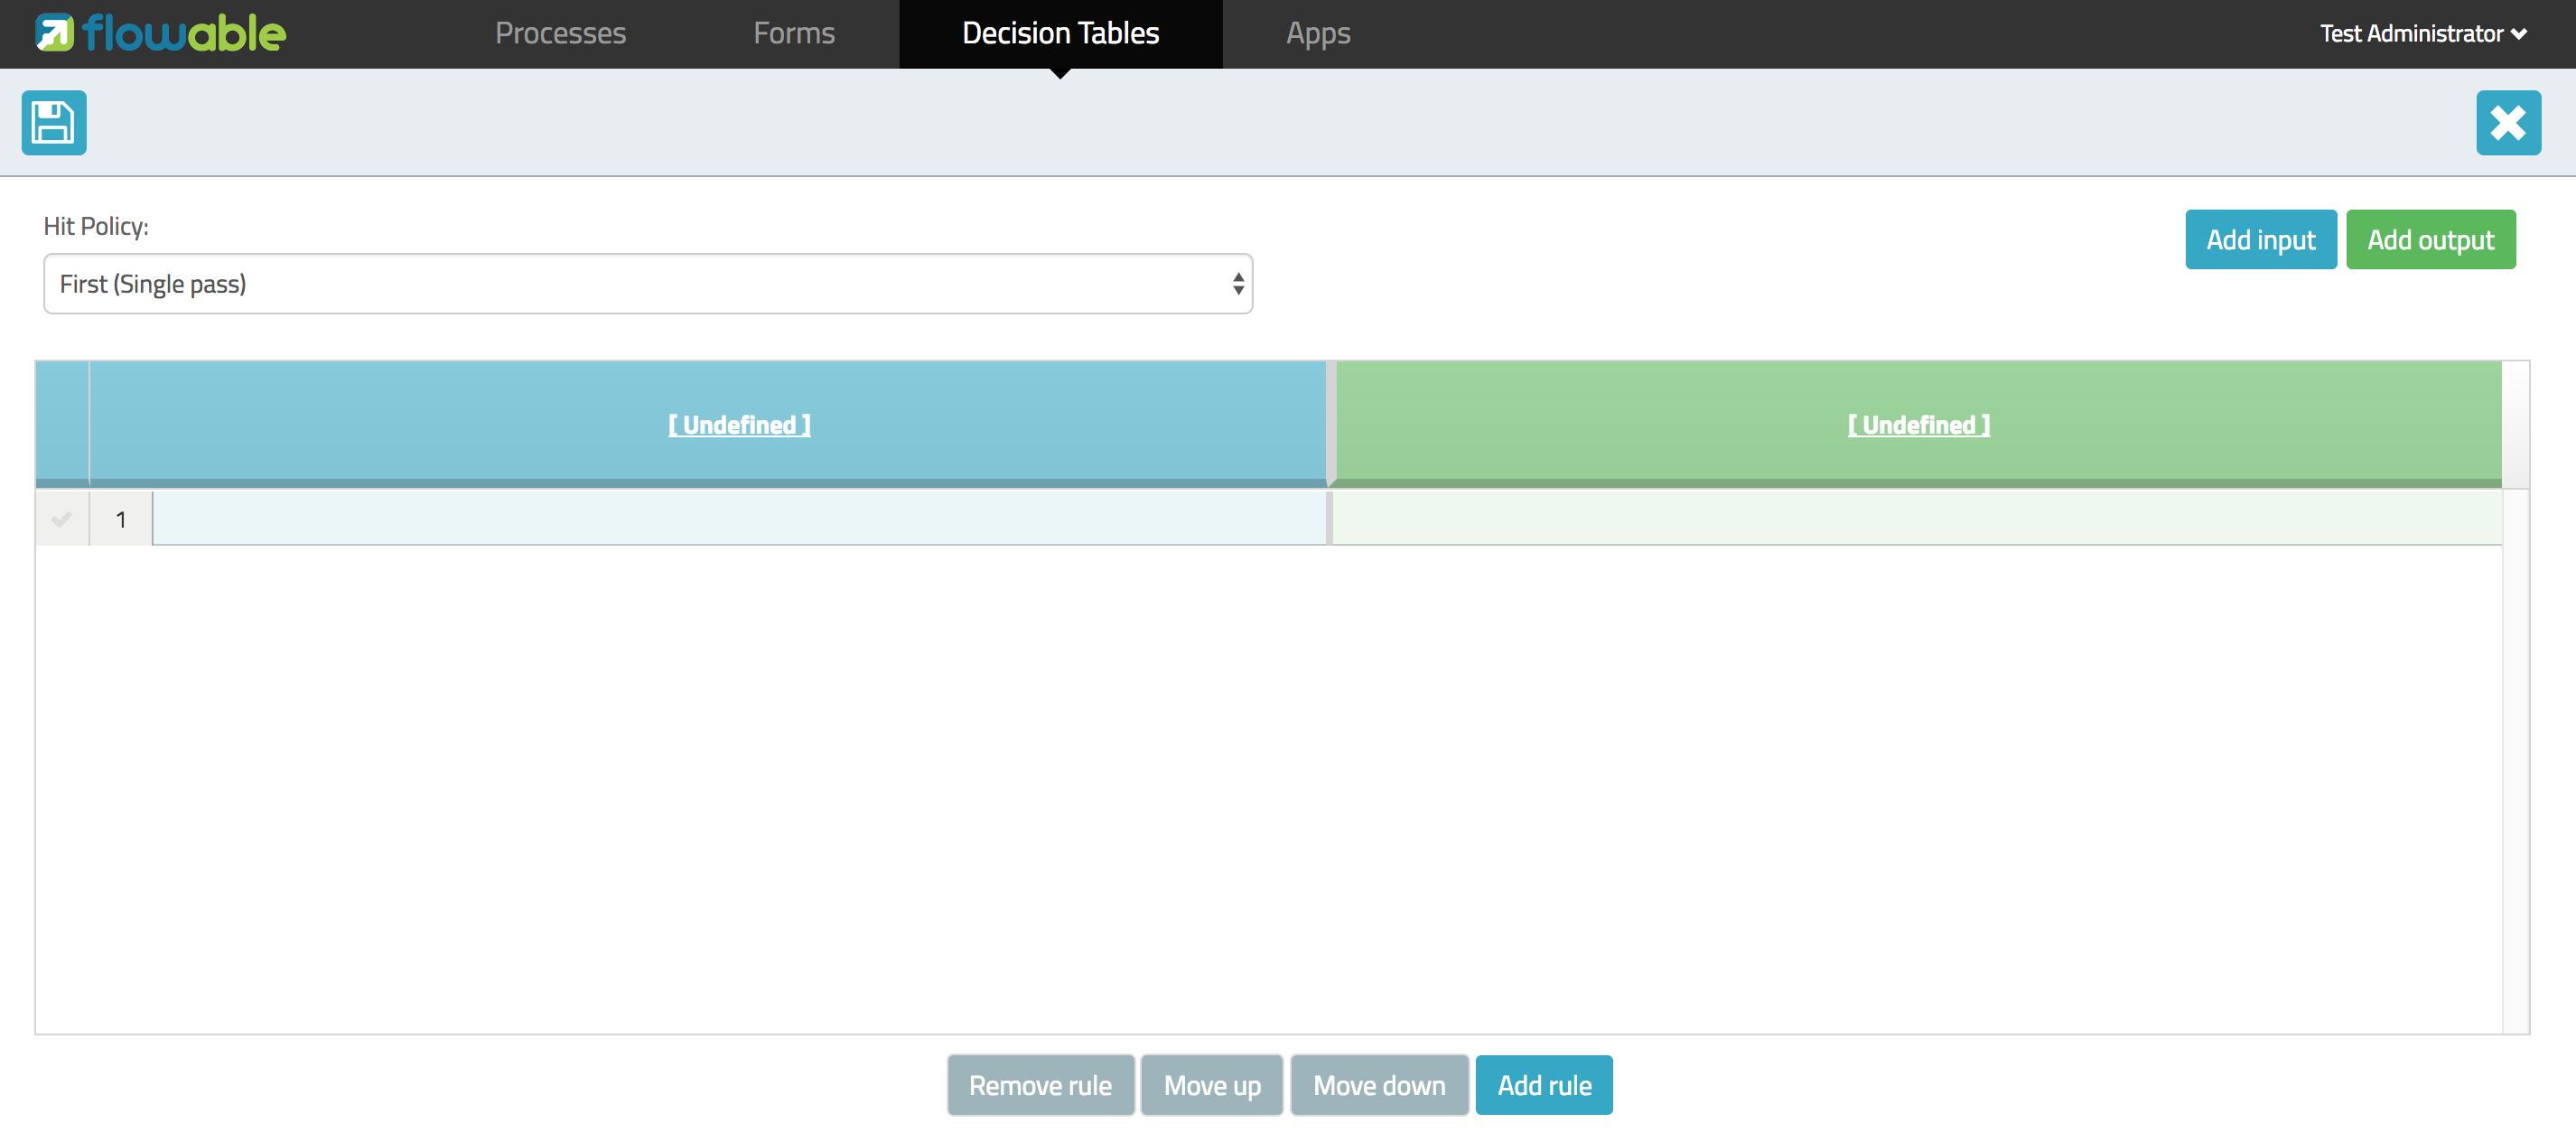 flowable Processes Forms Decision Tables Apps Test Administrator
Hit Policy:
First (Single pass)
Add input Add output
[ Undefined ] [ Undefined ]
1
Remove rule Move up Move down Add rule